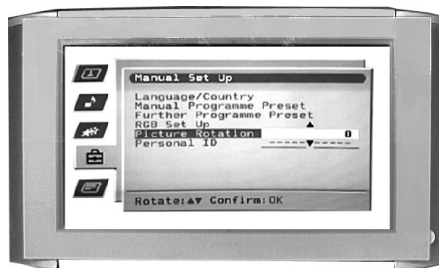 Manual Set Up
Language/Country
Manual Programme Preset
Further Programme Preset
RGB Set Up
Picture Rotation 0
Personal ID -----------
Rotate:▲▼ Confirm:OK